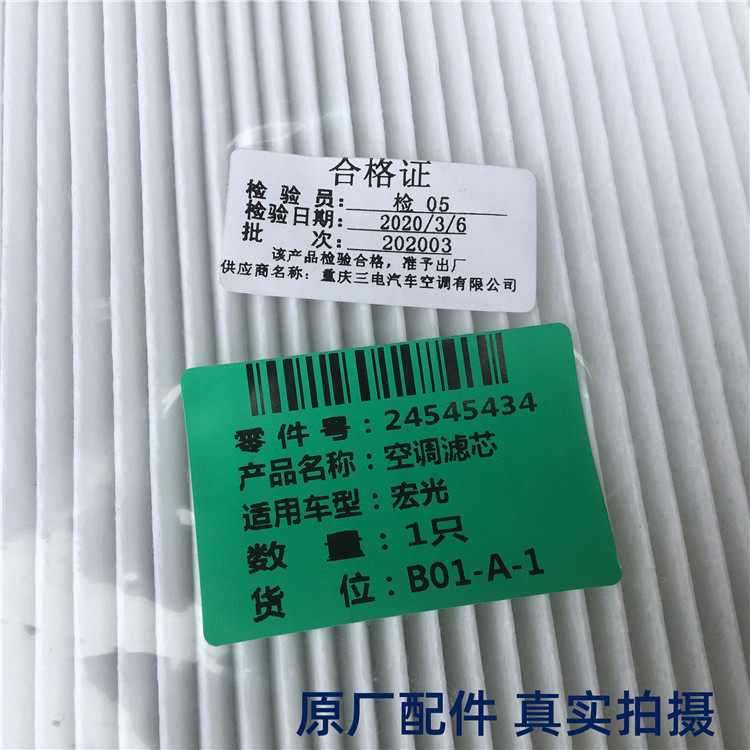 合格证
检 验 员： 检 05
检验日期： 2020/3/6
批 次： 202003
该产品检验合格，准予出厂
供应商名称：重庆三电汽车空调有限公司
零件号：24545434
产品名称：空调滤芯
适用车型：宏光
数 量：1只
货 位：B01-A-1
原厂配件 真实拍摄